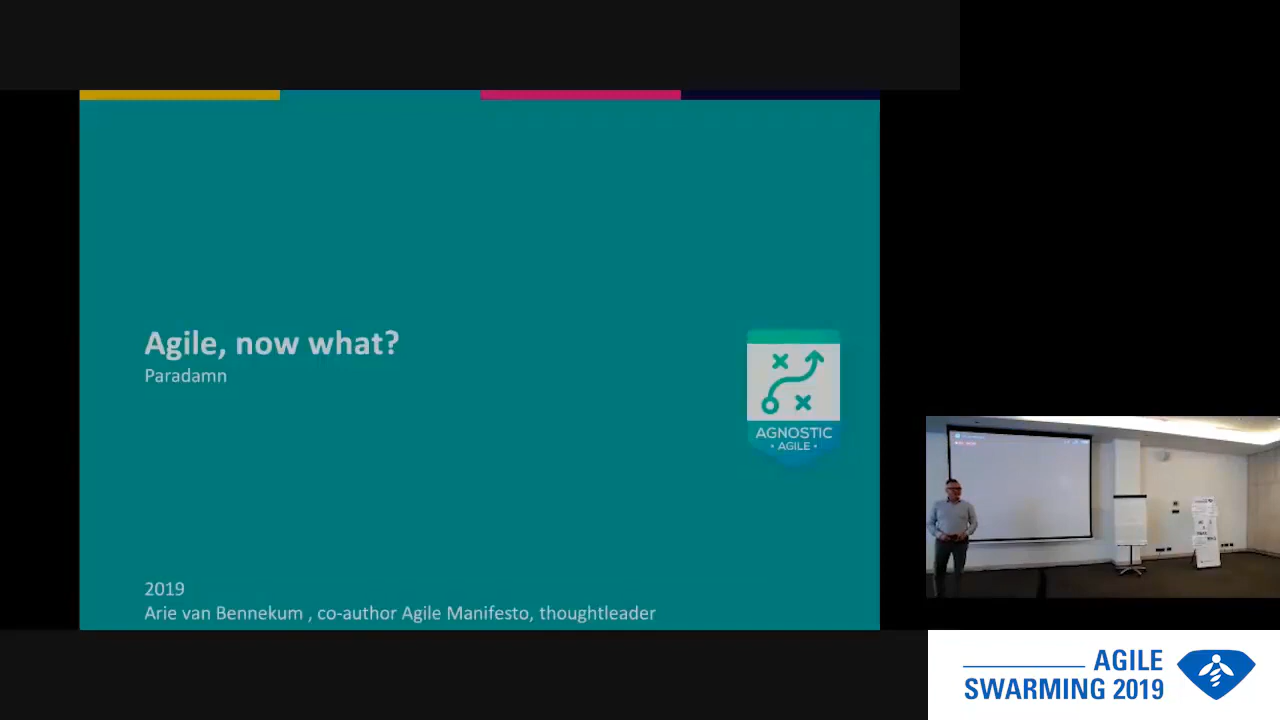 Agile, now what?
Paradamn
AGNOSTIC
• AGILE •
2019
Arie van Bennekum , co-author Agile Manifesto, thoughtleader
AGILE
SWARMING 2019